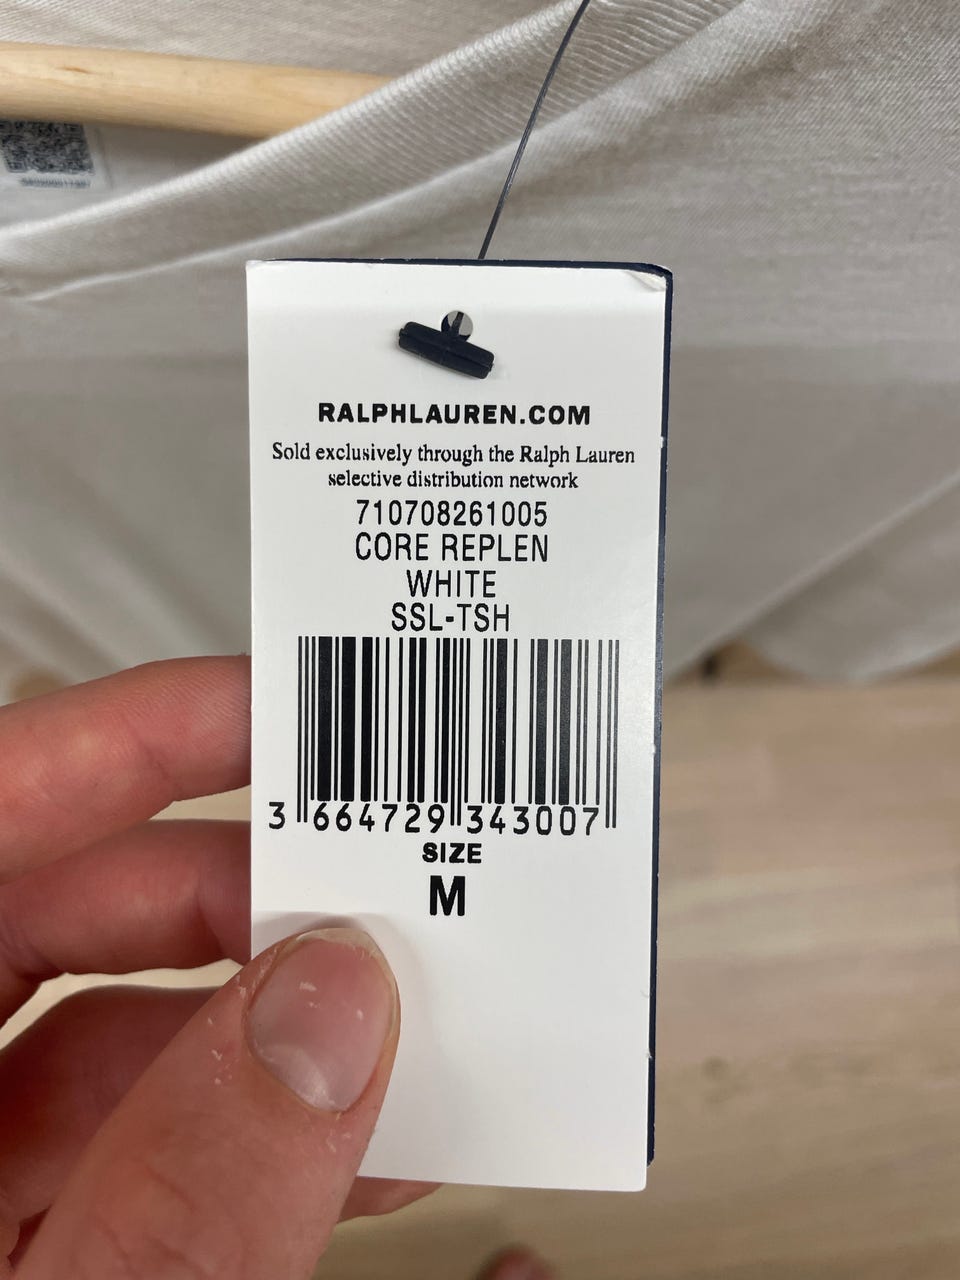 RALPHLAUREN.COM
Sold exclusively through the Ralph Lauren
selective distribution network
710708261005
CORE REPLEN
WHITE
SSL-TSH
3 664729 343007
SIZE
M